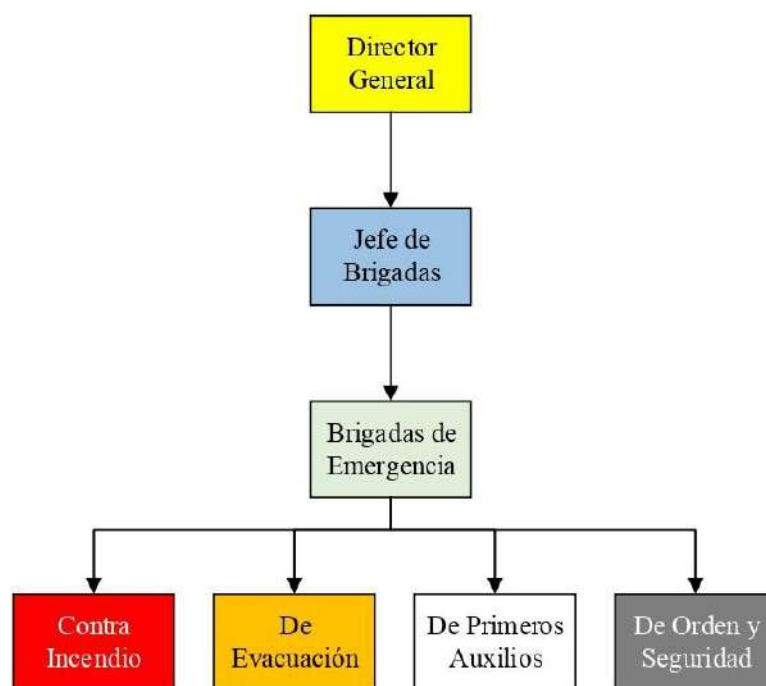 Director
General
Jefe de
Brigadas
Brigadas de
Emergencia
Contra
Incendio
De
Evacuación
De Primeros
Auxilios
De Orden y
Seguridad